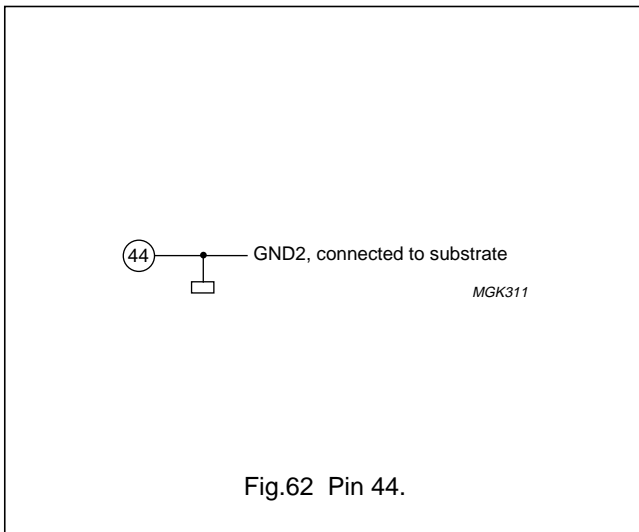 44
GND2, connected to substrate
MGK311
Fig.62 Pin 44.